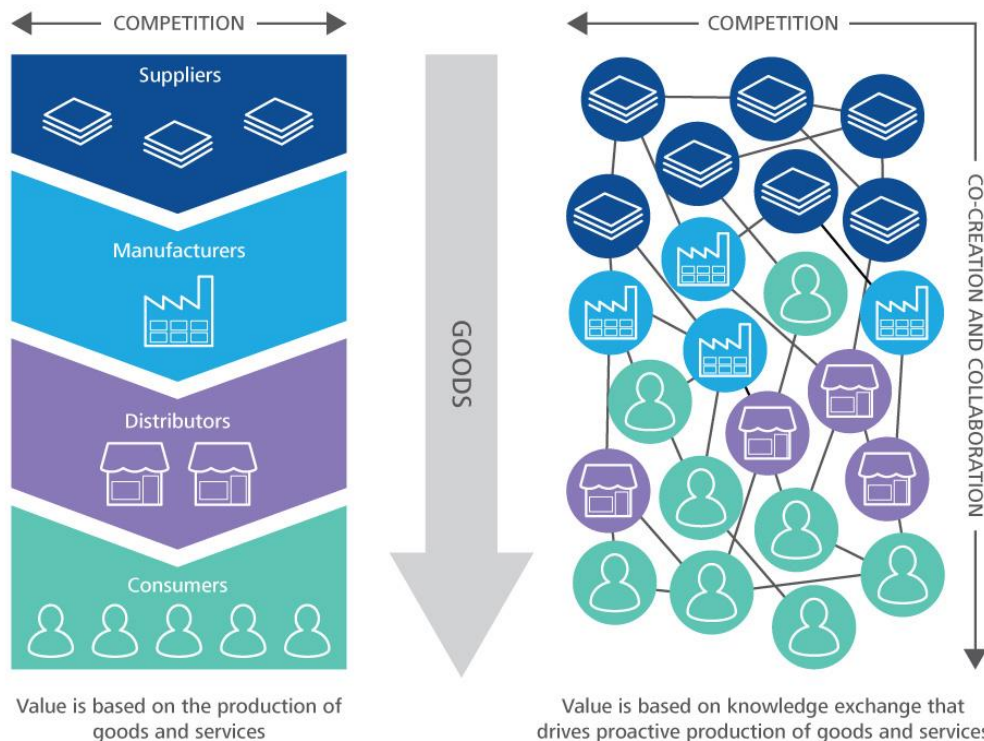 COMPETITION
Suppliers
Manufacturers
Distributors
Consumers
Value is based on the production of
goods and services
GOODS
COMPETITION
CO-CREATION AND COLLABORATION
Value is based on knowledge exchange that
drives proactive production of goods and services